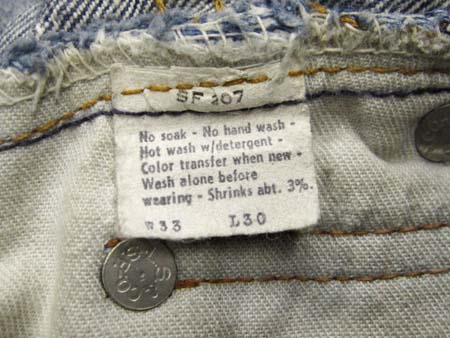 SF 207
No soak - No hand wash -
Hot wash w/detergent -
Color transfer when new -
Wash alone before
wearing - Shrinks abt. 3%.
W33 L30